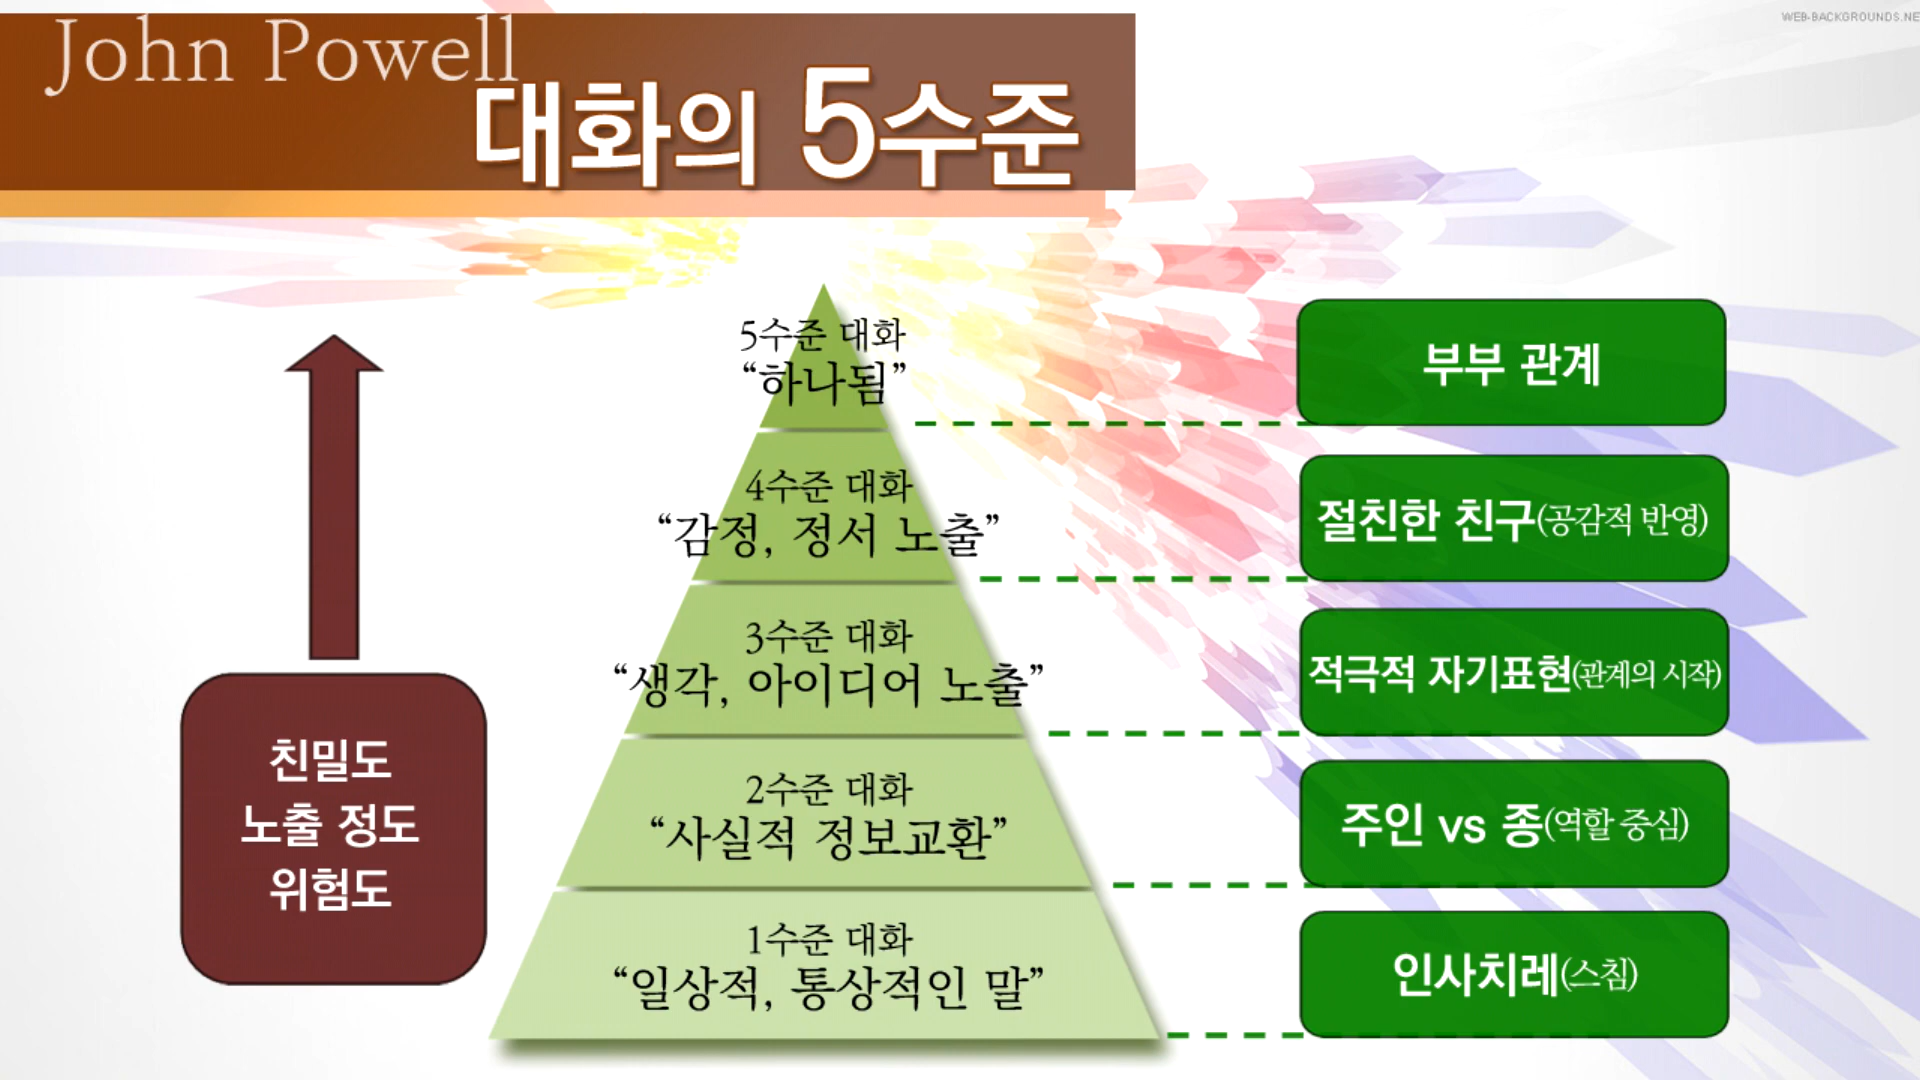 WEB-BACKGROUNDS.NE
John Powell
대화의 5수준
5수준 대화
“하나됨”
부부 관계
4수준 대화
“감정, 정서 노출”
절친한 친구(공감적 반영)
3수준 대화
“생각, 아이디어 노출”
적극적 자기표현(관계의 시작)
2수준 대화
“사실적 정보교환”
주인 vs 종(역할 중심)
1수준 대화
“일상적, 통상적인 말”
인사치레(스침)
친밀도
노출 정도
위험도